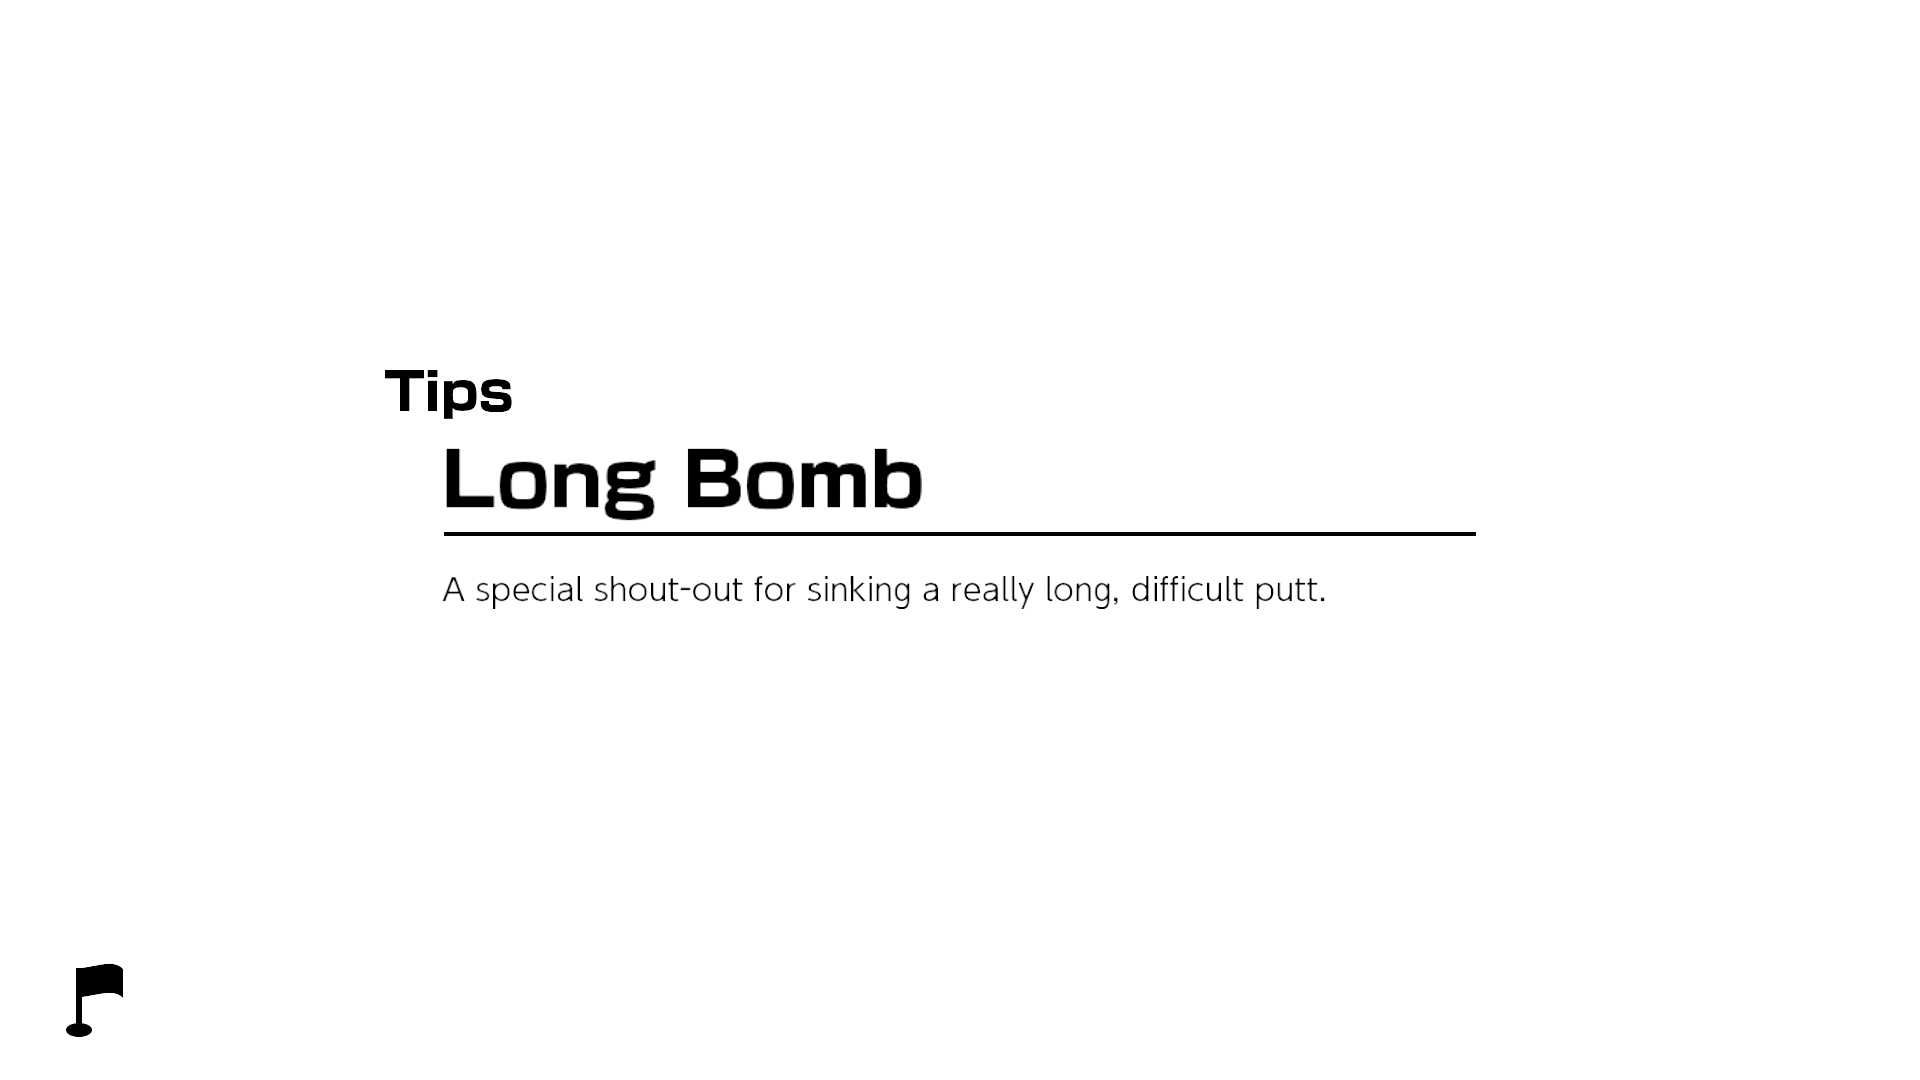 Tips
Long Bomb
A special shout-out for sinking a really long, difficult putt.